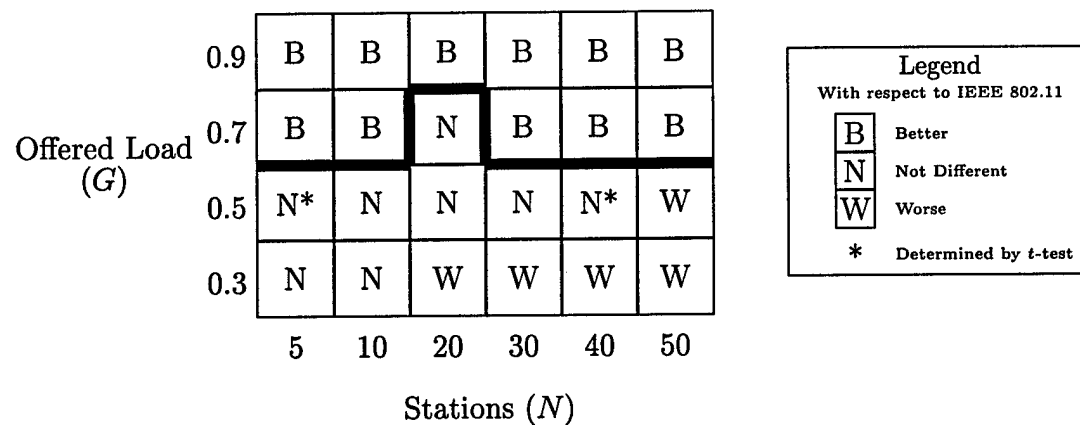 0.9 B B B B B B
Offered Load
(G)
0.7 B B N B B B
0.5 N* N N N N* W
0.3 N N W W W W
5 10 20 30 40 50
Stations (N)
Legend
With respect to IEEE 802.11
B Better
N Not Different
W Worse
* Determined by t-test